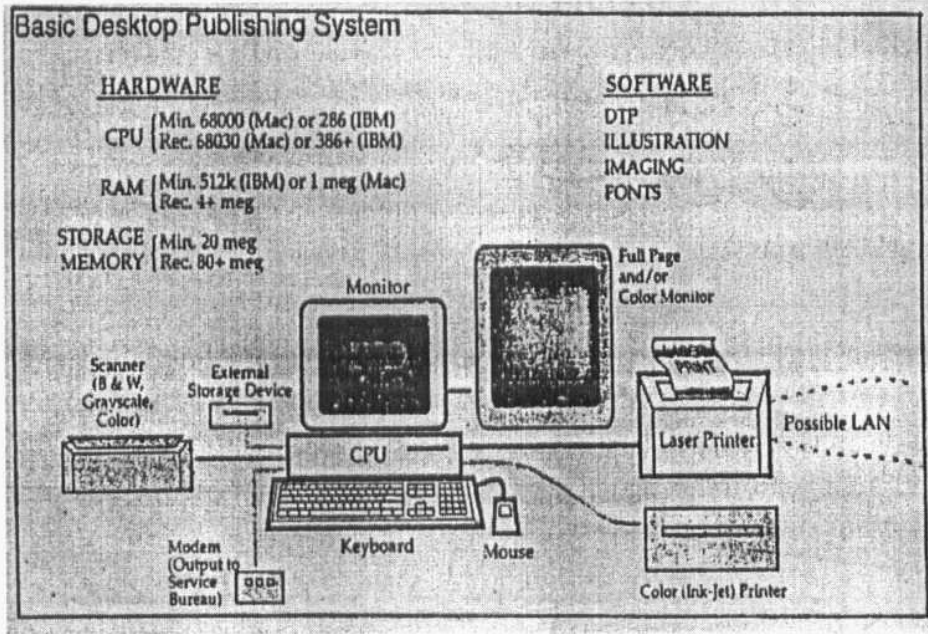 Basic Desktop Publishing System
HARDWARE
CPU
Min. 68000 (Mac) or 286 (IBM)
Rec. 68030 (Mac) or 386+ (IBM)
RAM
Min. 512k (IBM) or 1 meg (Mac)
Rec. 4+ meg
STORAGE
MEMORY
Min. 20 meg
Rec. 80+ meg
SOFTWARE
DTP
ILLUSTRATION
IMAGING
FONTS
Monitor
Full Page
and/or
Color Monitor
Scanner
(B & W,
Grayscale,
Color)
External
Storage Device
CPU
LASER
PRINT
Laser Printer
Possible LAN
Keyboard
Mouse
Modem
(Output to
Service
Bureau)
Color (Ink-Jet) Printer